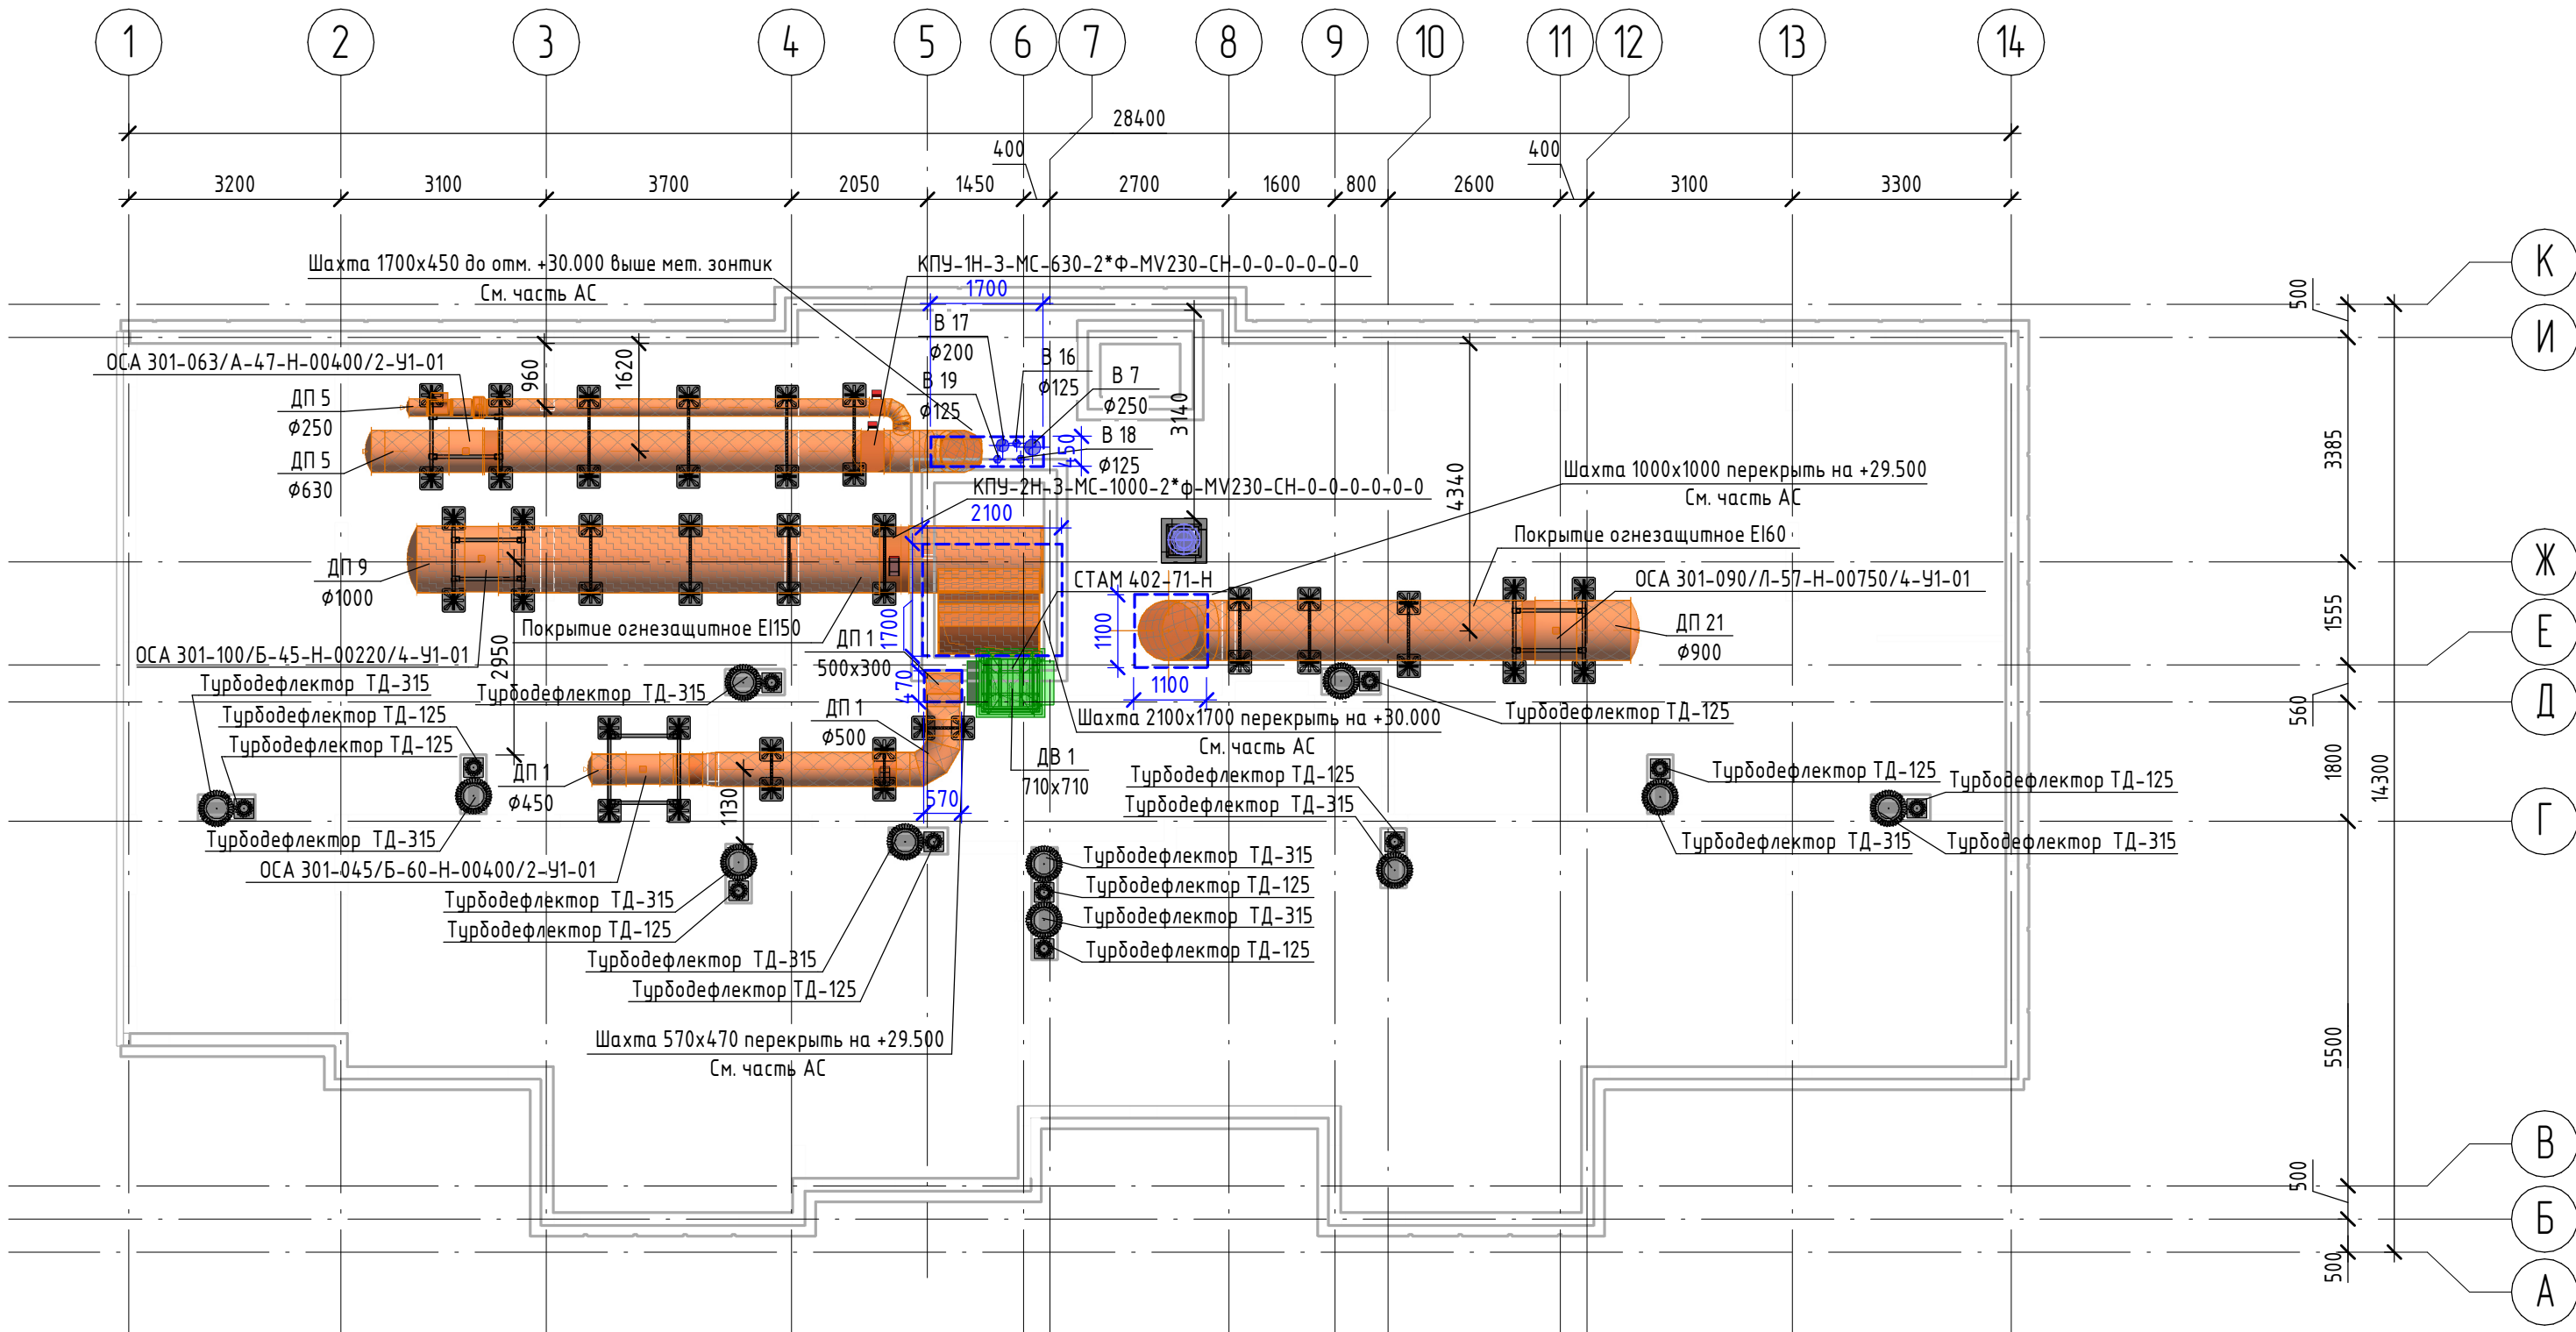 1 2 3 4 5 6 7 8 9 10 11 12 13 14
28400
400 400
3200 3100 3700 2050 1450 2700 1600 800 2600 3100 3300
К
Шахта 1700х450 до отм. +30.000 выше мет. зонтик
См. часть АС
КПУ-1Н-3-МС-630-2*Ф-MV230-СН-0-0-0-0-0-0
1700
500
И
В 17
ф200
В 16
ф125
В 19
ф125
В 7
ф250
В 18
ф125
ОСА 301-063/А-47-Н-00400/2-У1-01
960
1620
3140
450
4340
3385
ДП 5
ф250
ДП 5
ф630
Шахта 1000х1000 перекрыть на +29.500
См. часть АС
КПУ-2Н-3-МС-1000-2*ф-MV230-СН-0-0-0-0-0-0
2100
Покрытие огнезащитное EI60
Ж
ДП 9
ф1000
СТАМ 402-71-Н
ОСА 301-090/Л-57-Н-00750/4-У1-01
Покрытие огнезащитное EI150
1700
1100
1555
Е
ДП 1
500х300
ДП 21
ф900
ОСА 301-100/Б-45-Н-00220/4-У1-01
2950
470
1100
Турбодефлектор ТД-315
Турбодефлектор ТД-315
Турбодефлектор ТД-125
Турбодефлектор ТД-125
560
Д
Турбодефлектор ТД-125
ДП 1
ф500
Шахта 2100х1700 перекрыть на +30.000
См. часть АС
ДВ 1
710х710
ДП 1
ф450
570
1130
Турбодефлектор ТД-125
Турбодефлектор ТД-315
Турбодефлектор ТД-125
Турбодефлектор ТД-125
1800
14300
Г
Турбодефлектор ТД-315
Турбодефлектор ТД-315
Турбодефлектор ТД-315
ОСА 301-045/Б-60-Н-00400/2-У1-01
Турбодефлектор ТД-315
Турбодефлектор ТД-125
Турбодефлектор ТД-315
Турбодефлектор ТД-125
Турбодефлектор ТД-315
Турбодефлектор ТД-125
Турбодефлектор ТД-315
Турбодефлектор ТД-125
Шахта 570х470 перекрыть на +29.500
См. часть АС
5500
В
500
Б
500
А